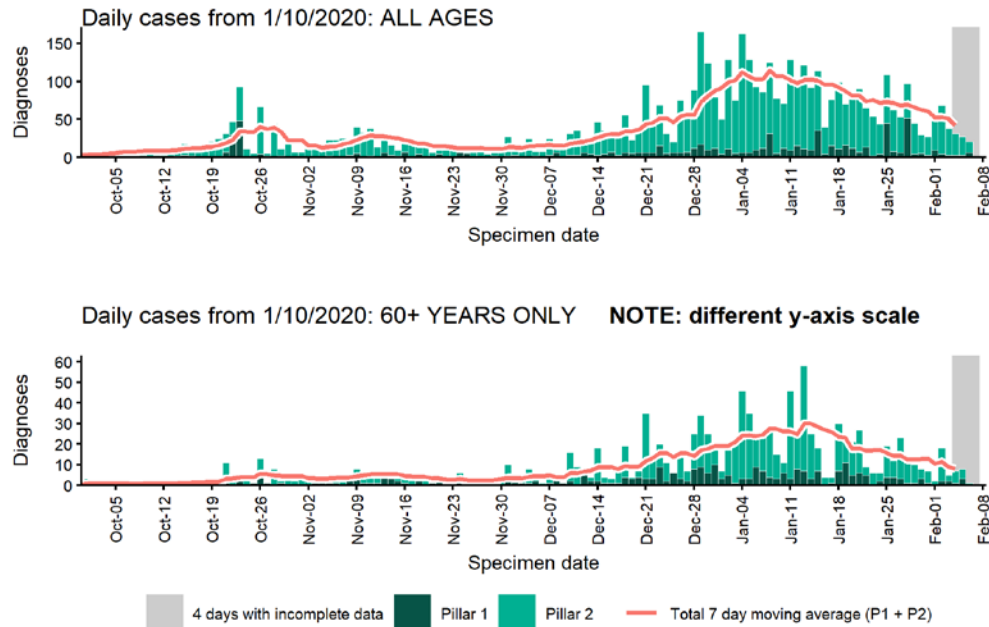 Daily cases from 1/10/2020: ALL AGES
Diagnoses
150
100
50
0
Oct-05
Oct-12
Oct-19
Oct-26
Nov-02
Nov-09
Nov-16
Nov-23
Nov-30
Dec-07
Dec-14
Dec-21
Dec-28
Jan-04
Jan-11
Jan-18
Jan-25
Feb-01
Feb-08
Specimen date
Daily cases from 1/10/2020: 60+ YEARS ONLY NOTE: different y-axis scale
Diagnoses
60
50
40
30
20
10
0
Oct-05
Oct-12
Oct-19
Oct-26
Nov-02
Nov-09
Nov-16
Nov-23
Nov-30
Dec-07
Dec-14
Dec-21
Dec-28
Jan-04
Jan-11
Jan-18
Jan-25
Feb-01
Feb-08
Specimen date
4 days with incomplete data Pillar 1 Pillar 2 Total 7 day moving average (P1 + P2)